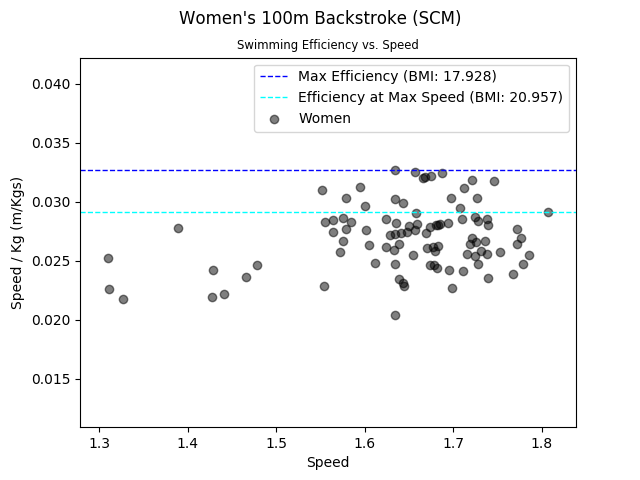 Women's 100m Backstroke (SCM)
Swimming Efficiency vs. Speed
Max Efficiency (BMI: 17.928)
Efficiency at Max Speed (BMI: 20.957)
Women
Speed / Kg (m/Kgs)
0.040
0.035
0.030
0.025
0.020
0.015
1.3 1.4 1.5 1.6 1.7 1.8
Speed